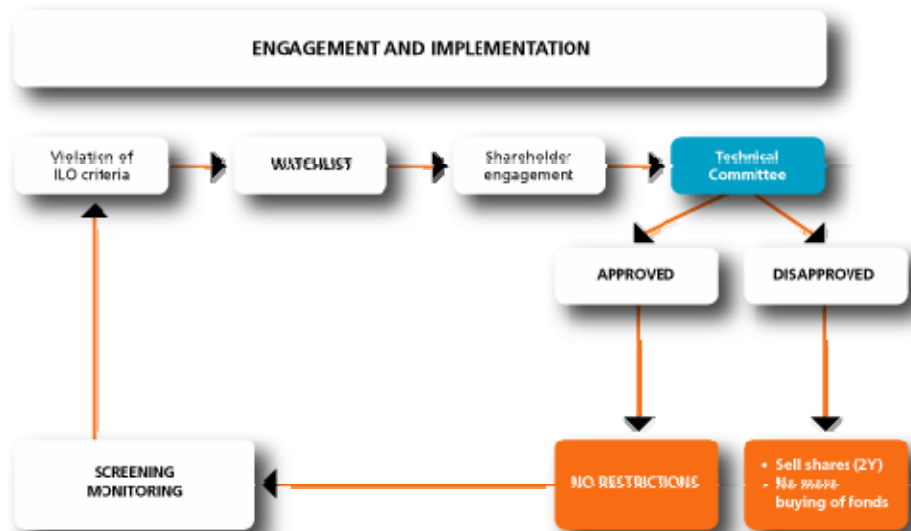 ENGAGEMENT AND IMPLEMENTATION
Violation of
ILO criteria
WATCHLIST
Shareholder
engagement
Technical
Committee
APPROVED
DISAPPROVED
SCREENING
MONITORING
NO RESTRICTIONS
• Sell shares (2Y)
- No more
buying of fonds